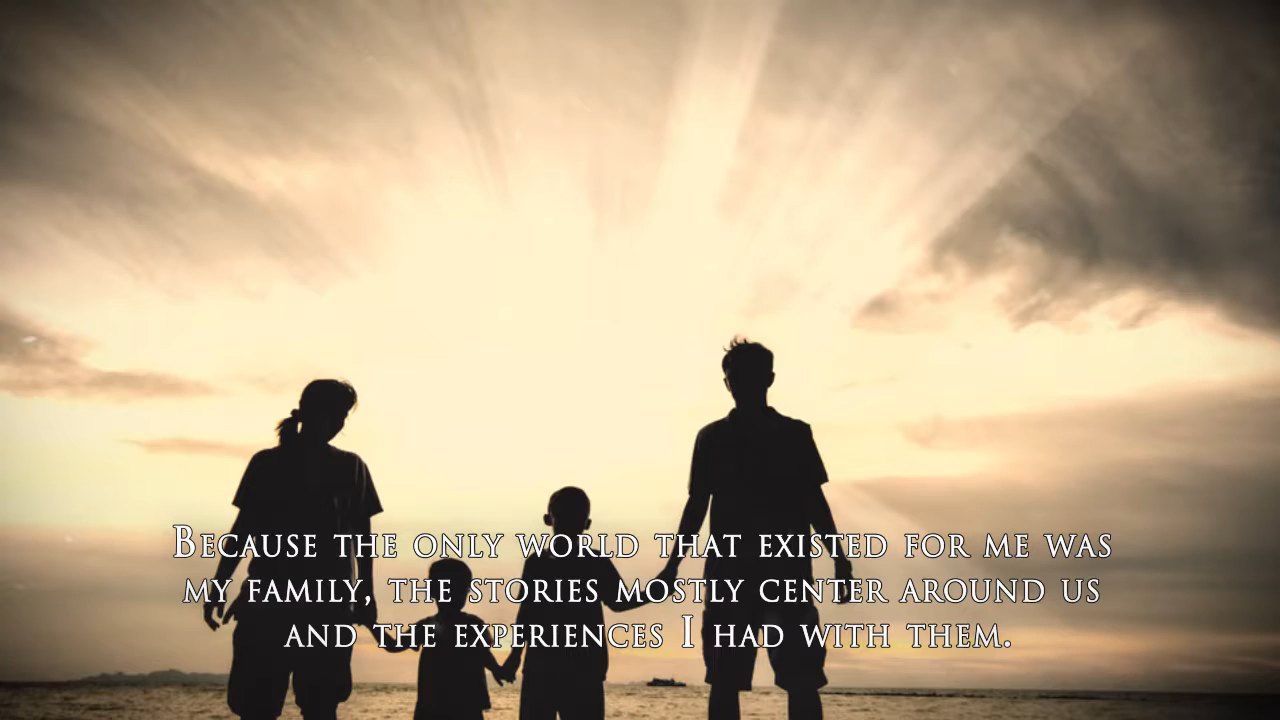 Because the only world that existed for me was
my family, the stories mostly center around us
and the experiences I had with them.